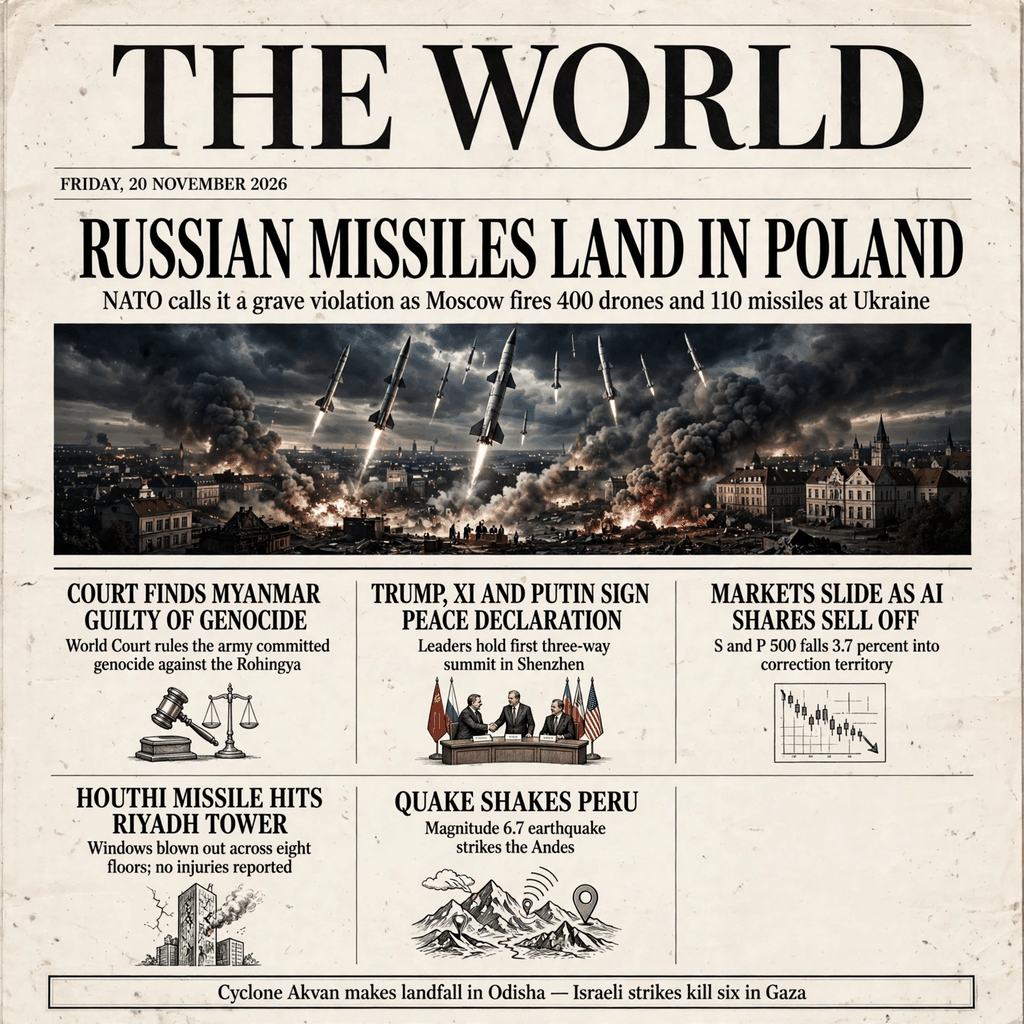 THE WORLD
FRIDAY, 20 NOVEMBER 2026
RUSSIAN MISSILES LAND IN POLAND
NATO calls it a grave violation as Moscow fires 400 drones and 110 missiles at Ukraine
COURT FINDS MYANMAR
GUILTY OF GENOCIDE
World Court rules the army committed
genocide against the Rohingya
TRUMP, XI AND PUTIN SIGN
PEACE DECLARATION
Leaders hold first three-way
summit in Shenzhen
MARKETS SLIDE AS AI
SHARES SELL OFF
S and P 500 falls 3.7 percent into
correction territory
HOUTHI MISSILE HITS
RIYADH TOWER
Windows blown out across eight
floors; no injuries reported
QUAKE SHAKES PERU
Magnitude 6.7 earthquake
strikes the Andes
Cyclone Akvan makes landfall in Odisha — Israeli strikes kill six in Gaza